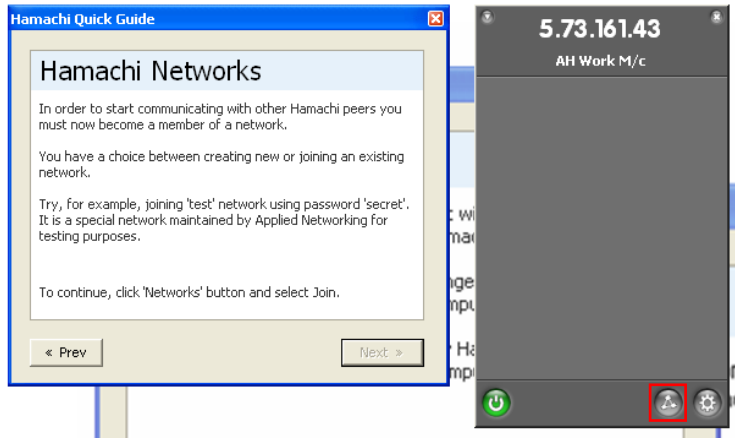 Hamachi Quick Guide
Hamachi Networks
In order to start communicating with other Hamachi peers you
must now become a member of a network.
You have a choice between creating new or joining an existing
network.
Try, for example, joining 'test' network using password 'secret'.
It is a special network maintained by Applied Networking for
testing purposes.
To continue, click 'Networks' button and select Join.
« Prev
Next »
5.73.161.43
AH Work M/c